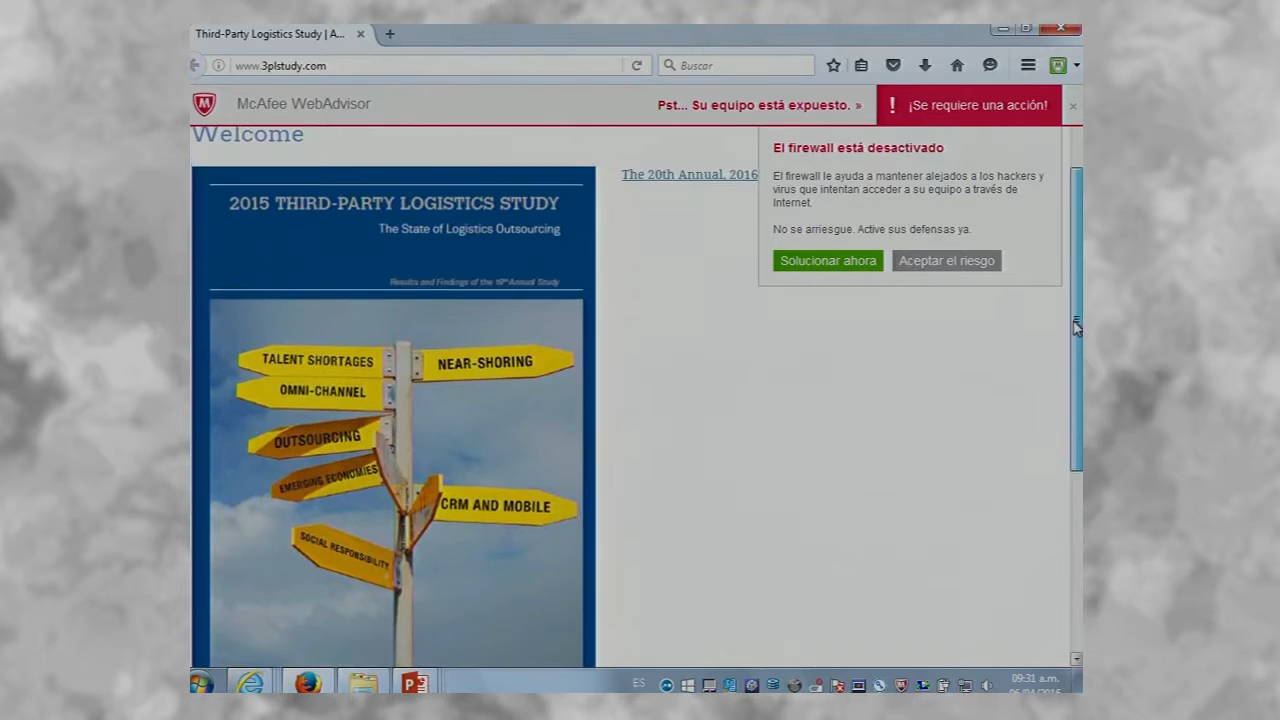 Third-Party Logistics Study | A...
www.3plstudy.com
Buscar
McAfee WebAdvisor
Pst... Su equipo está expuesto. »
! ¡Se requiere una acción!
Welcome
El firewall está desactivado
El firewall le ayuda a mantener alejados a los hackers y
virus que intentan acceder a su equipo a través de
Internet.
No se arriesgue. Active sus defensas ya.
Solucionar ahora
Aceptar el riesgo
The 20th Annual, 2016
2015 THIRD-PARTY LOGISTICS STUDY
The State of Logistics Outsourcing
Results and Findings of the 19th Annual Study
TALENT SHORTAGES
NEAR-SHORING
OMNI-CHANNEL
OUTSOURCING
EMERGING ECONOMIES
CRM AND MOBILE
SOCIAL RESPONSIBILITY
ES
09:31 a.m.
06/04/2016